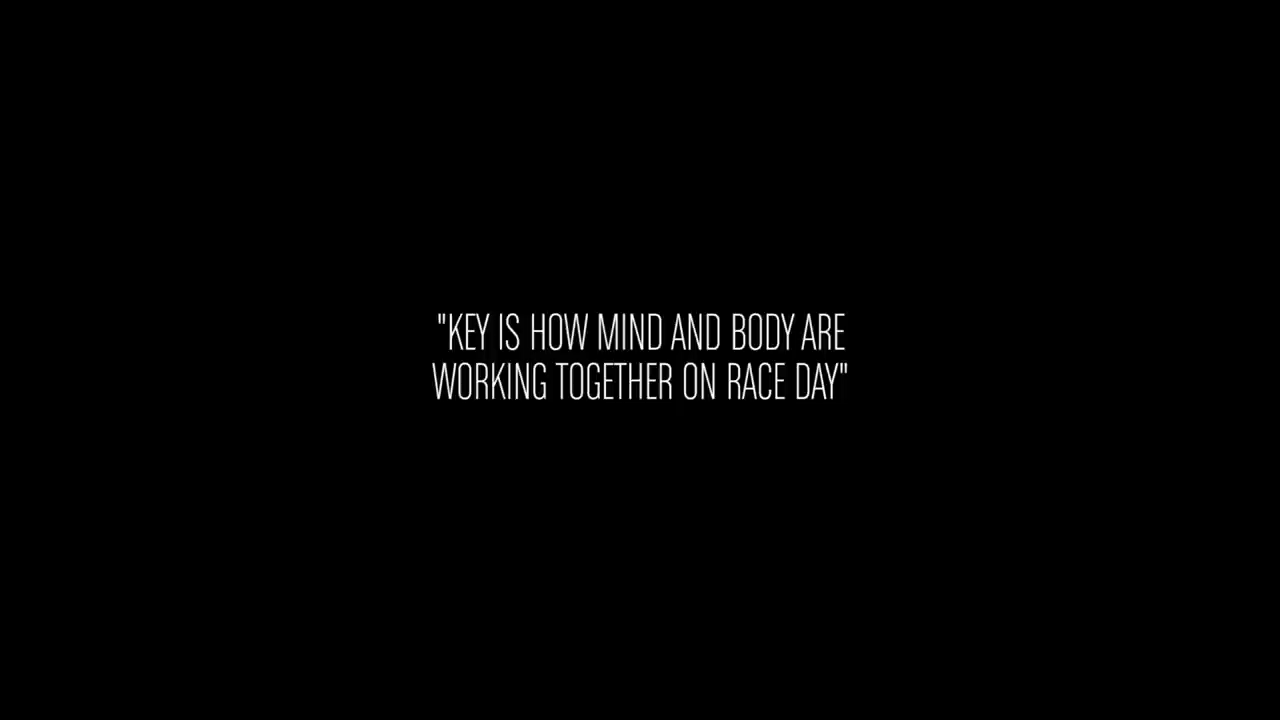 "KEY IS HOW MIND AND BODY ARE
WORKING TOGETHER ON RACE DAY"